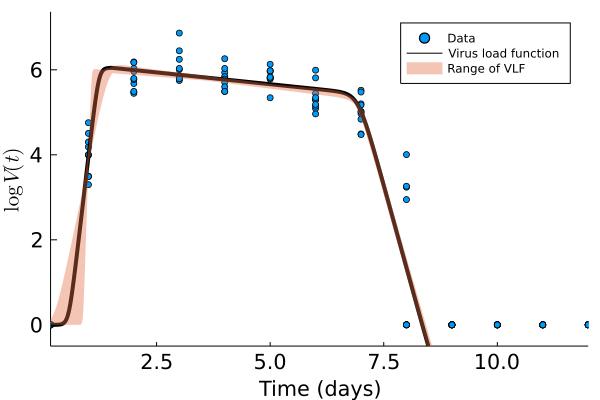 Data
Virus load function
Range of VLF
6
4
2
0
log V(t)
2.5 5.0 7.5 10.0
Time (days)